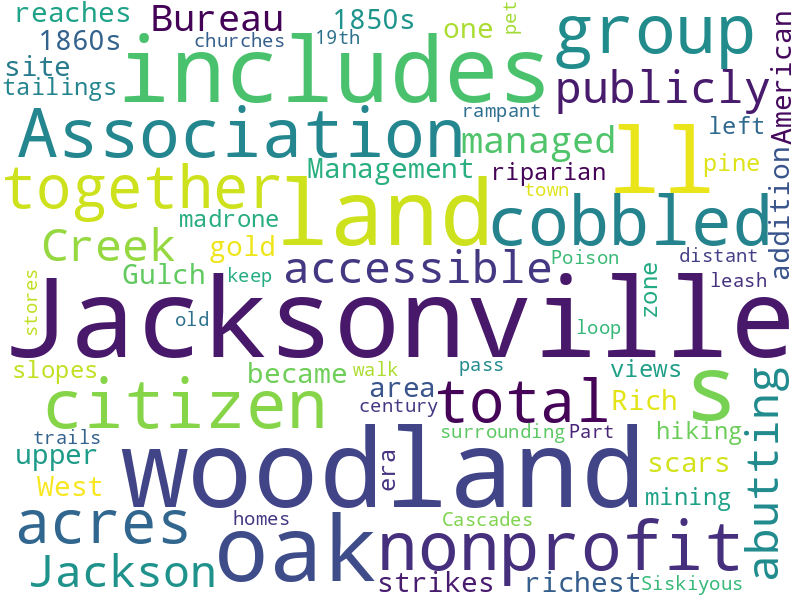 reaches Bureau 1850s one pet
1860s churches 19th group
site includes publicly American
tailings rampant
Association managed ll left
together Management riparian pine
land town cobbled addition
madrone
Creek gold accessible Poison distant
stores Gulch keep zone leash
Jacksonville
old loop
slopes became walk pass views
citizen area total Rich s
century
trails surrounding Part hiking abutting
upper era scars
West woodland mining
acres homes oak Cascades nonprofit
Jackson strikes richest Siskiyous